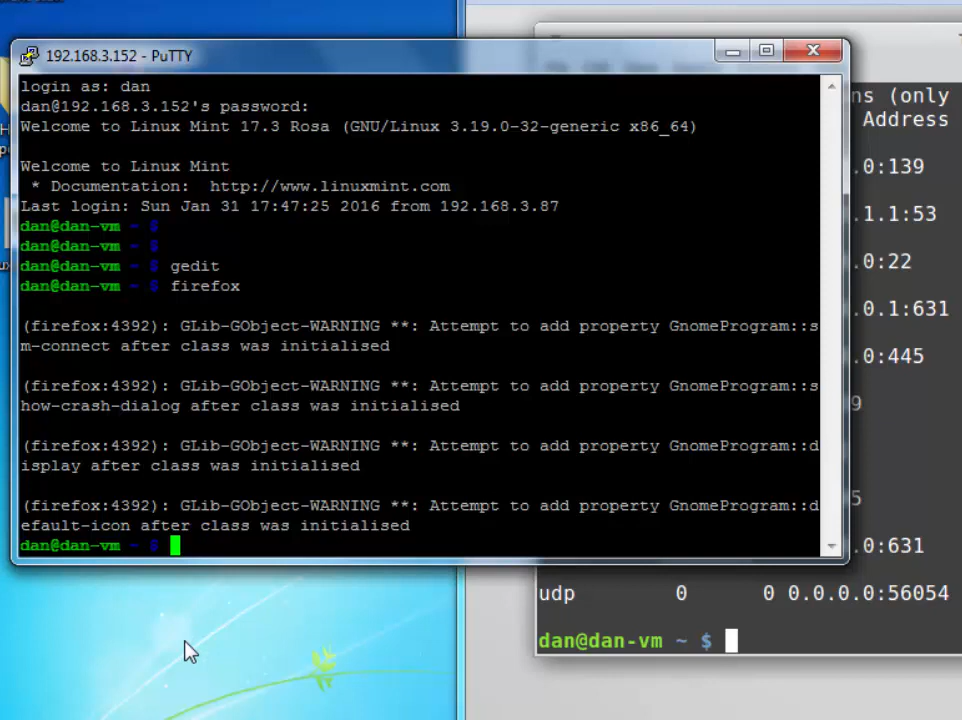 192.168.3.152 - PuTTY
login as: dan
dan@192.168.3.152's password:
Welcome to Linux Mint 17.3 Rosa (GNU/Linux 3.19.0-32-generic x86_64)
Welcome to Linux Mint
* Documentation:  http://www.linuxmint.com
Last login: Sun Jan 31 17:47:25 2016 from 192.168.3.87
dan@dan-vm ~ $
dan@dan-vm ~ $
dan@dan-vm ~ $ gedit
dan@dan-vm ~ $ firefox
(firefox:4392): GLib-GObject-WARNING **: Attempt to add property GnomeProgram::s
m-connect after class was initialised
(firefox:4392): GLib-GObject-WARNING **: Attempt to add property GnomeProgram::s
how-crash-dialog after class was initialised
(firefox:4392): GLib-GObject-WARNING **: Attempt to add property GnomeProgram::d
isplay after class was initialised
(firefox:4392): GLib-GObject-WARNING **: Attempt to add property GnomeProgram::d
efault-icon after class was initialised
dan@dan-vm ~ $
ns (only
Address
.0:139
.1.1:53
.0:22
.0.1:631
.0:445
9
5
.0:631
udp 0 0 0.0.0.0:56054
dan@dan-vm ~ $